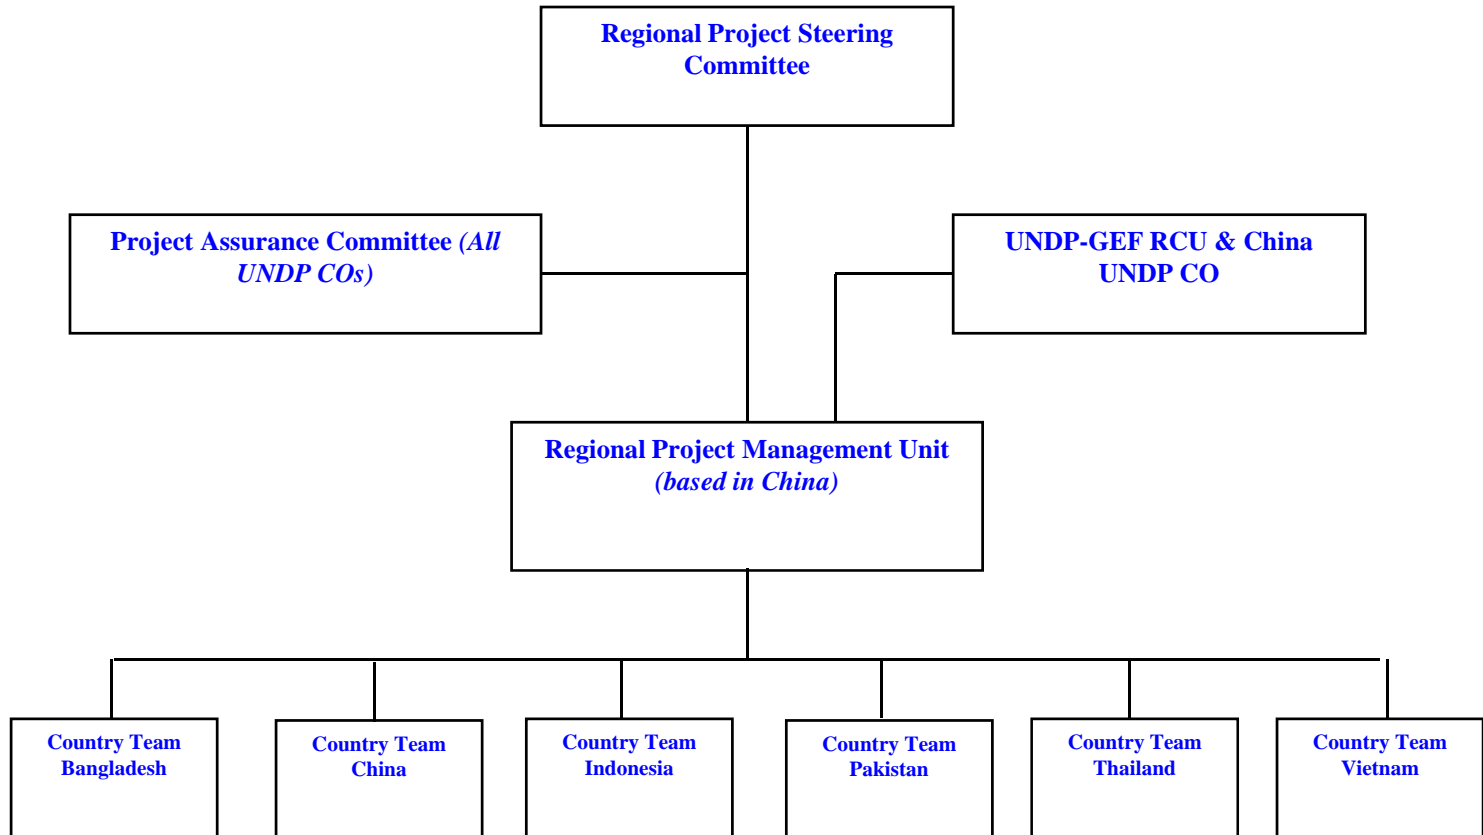 Regional Project Steering
Committee
Project Assurance Committee (All
UNDP COs)
UNDP-GEF RCU & China
UNDP CO
Regional Project Management Unit
(based in China)
Country Team
Bangladesh
Country Team
China
Country Team
Indonesia
Country Team
Pakistan
Country Team
Thailand
Country Team
Vietnam